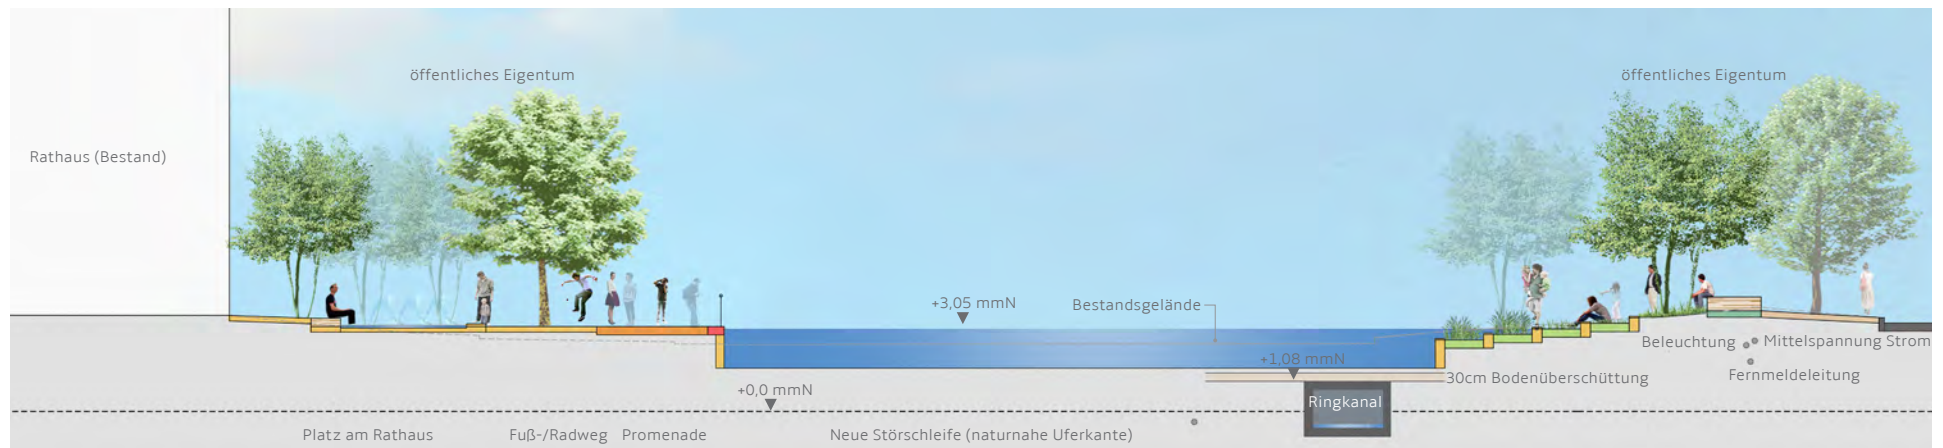 öffentliches Eigentum
öffentliches Eigentum
Rathaus (Bestand)
+3,05 mmN
Bestandsgelände
Beleuchtung
Mittelspannung Strom
+1,08 mmN
Fernmeldeleitung
30cm Bodenüberschüttung
+0,0 mmN
Ringkanal
Platz am Rathaus
Fuß-/Radweg
Promenade
Neue Störschleife (naturnahe Uferkante)